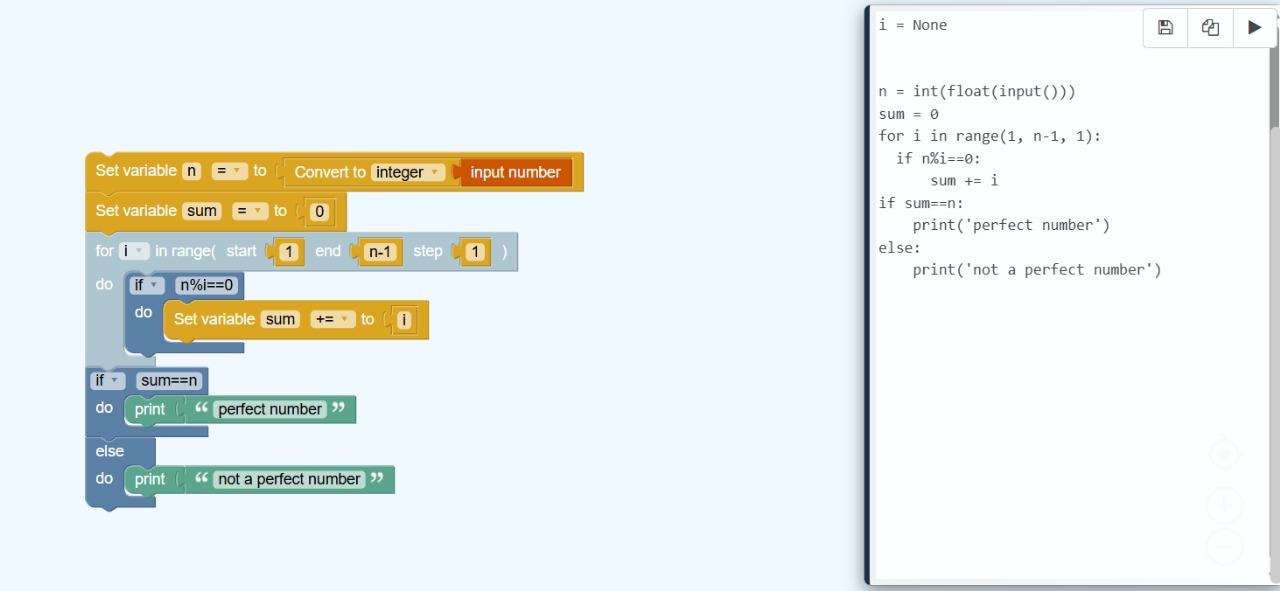 Set variable n = to Convert to integer input number
Set variable sum = to 0
for i in range( start 1 end n-1 step 1 )
do if n%i==0
do Set variable sum += to i
if sum==n
do print “ perfect number ”
else
do print “ not a perfect number ”
i = None
n = int(float(input()))
sum = 0
for i in range(1, n-1, 1):
if n%i==0:
sum += i
if sum==n:
print('perfect number')
else:
print('not a perfect number')